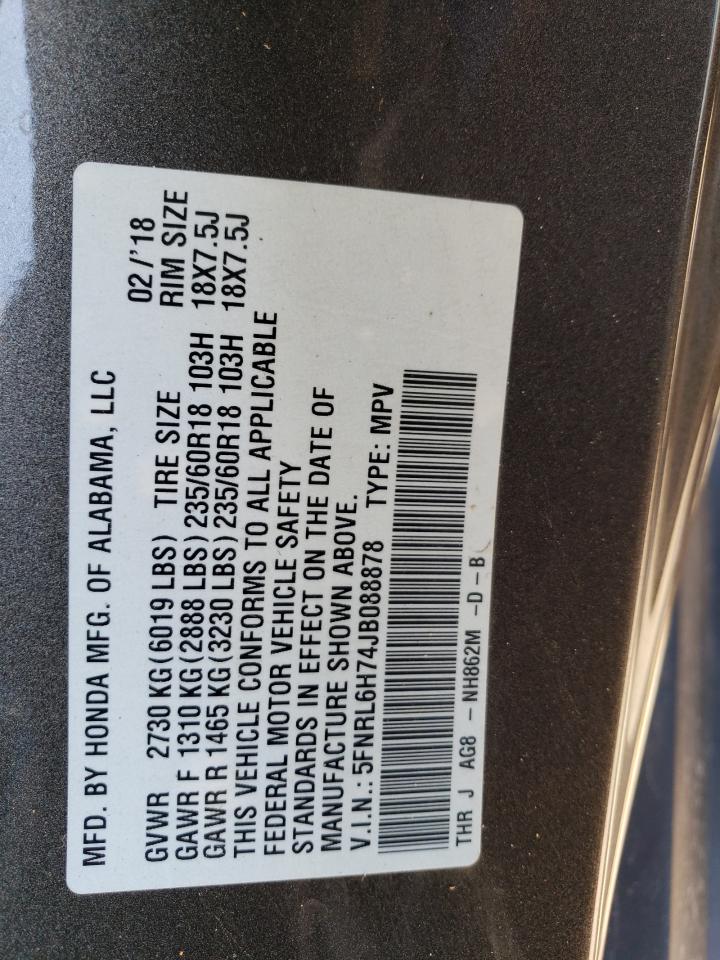 MFD. BY HONDA MFG. OF ALABAMA, LLC
02/'18
GVWR 2730 KG(6019 LBS) TIRE SIZE RIM SIZE
GAWR F 1310 KG(2888 LBS)235/60R18 103H 18X7.5J
GAWR R 1465 KG(3230 LBS)235/60R18 103H 18X7.5J
THIS VEHICLE CONFORMS TO ALL APPLICABLE
FEDERAL MOTOR VEHICLE SAFETY
STANDARDS IN EFFECT ON THE DATE OF
MANUFACTURE SHOWN ABOVE.
V.I.N.: 5FNRL6H74JB088878 TYPE: MPV
THR J AG8 - NH862M -D-B